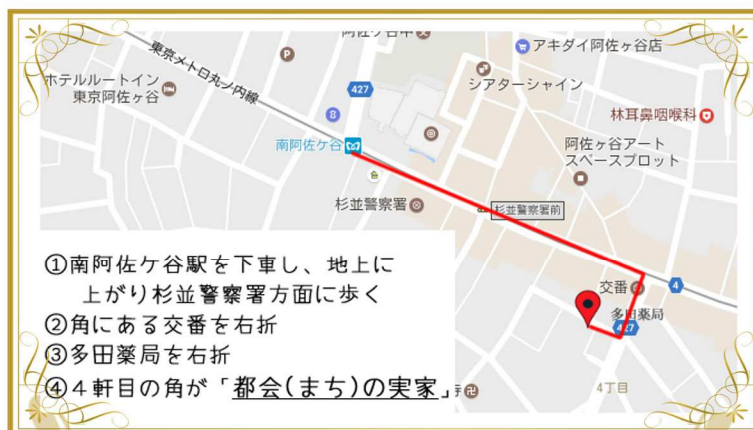 阿佐ケ谷中
アキダイ阿佐ヶ谷店
東京メトロ丸ノ内線
P
シアターシャイン
ホテルルートイン
東京阿佐ヶ谷
427
林耳鼻咽喉科
南阿佐ケ谷
阿佐ヶ谷アート
スペースプロット
杉並警察署
杉並警察署前
交番
4
多田薬局
427
4丁目
①南阿佐ケ谷駅を下車し、地上に
上がり杉並警察署方面に歩く
②角にある交番を右折
③多田薬局を右折
④4軒目の角が「都会(まち)の実家」